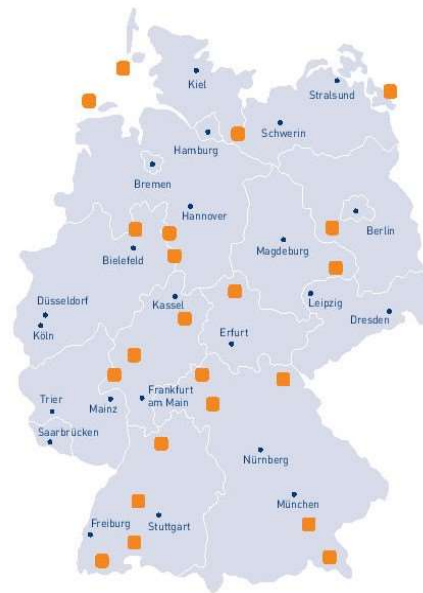 Kiel
Stralsund
Schwerin
Hamburg
Bremen
Hannover
Berlin
Magdeburg
Bielefeld
Düsseldorf
Kassel
Leipzig
Dresden
Köln
Erfurt
Trier
Mainz
Frankfurt
am Main
Saarbrücken
Nürnberg
München
Freiburg
Stuttgart